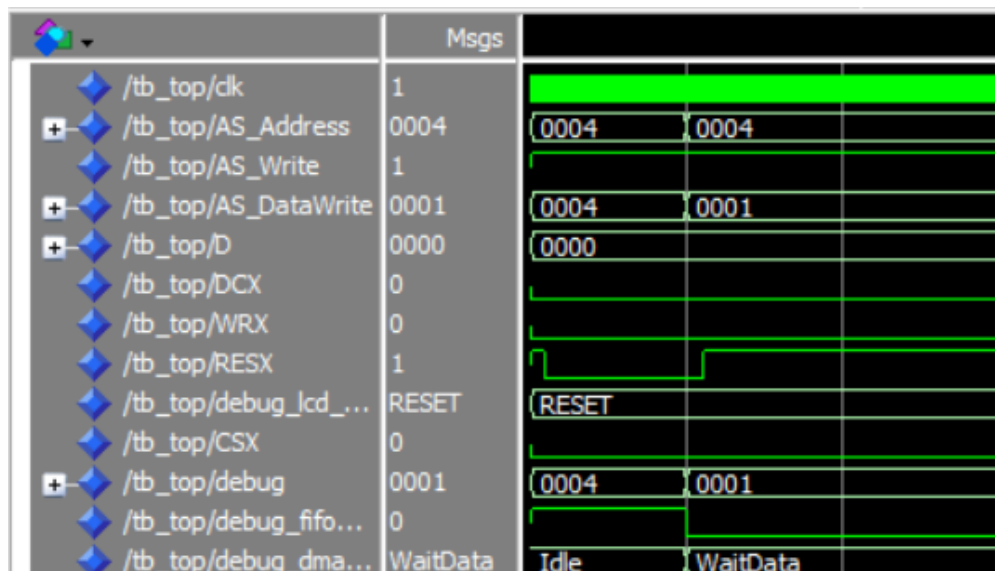 Msgs
/tb_top/clk 1
/tb_top/AS_Address 0004 0004 0004
/tb_top/AS_Write 1
/tb_top/AS_DataWrite 0001 0004 0001
/tb_top/D 0000 0000
/tb_top/DCX 0
/tb_top/WRX 0
/tb_top/RESX 1
/tb_top/debug_lcd_... RESET RESET
/tb_top/CSX 0
/tb_top/debug 0001 0004 0001
/tb_top/debug_fifo... 0
/tb_top/debug_dma... WaitData Idle WaitData